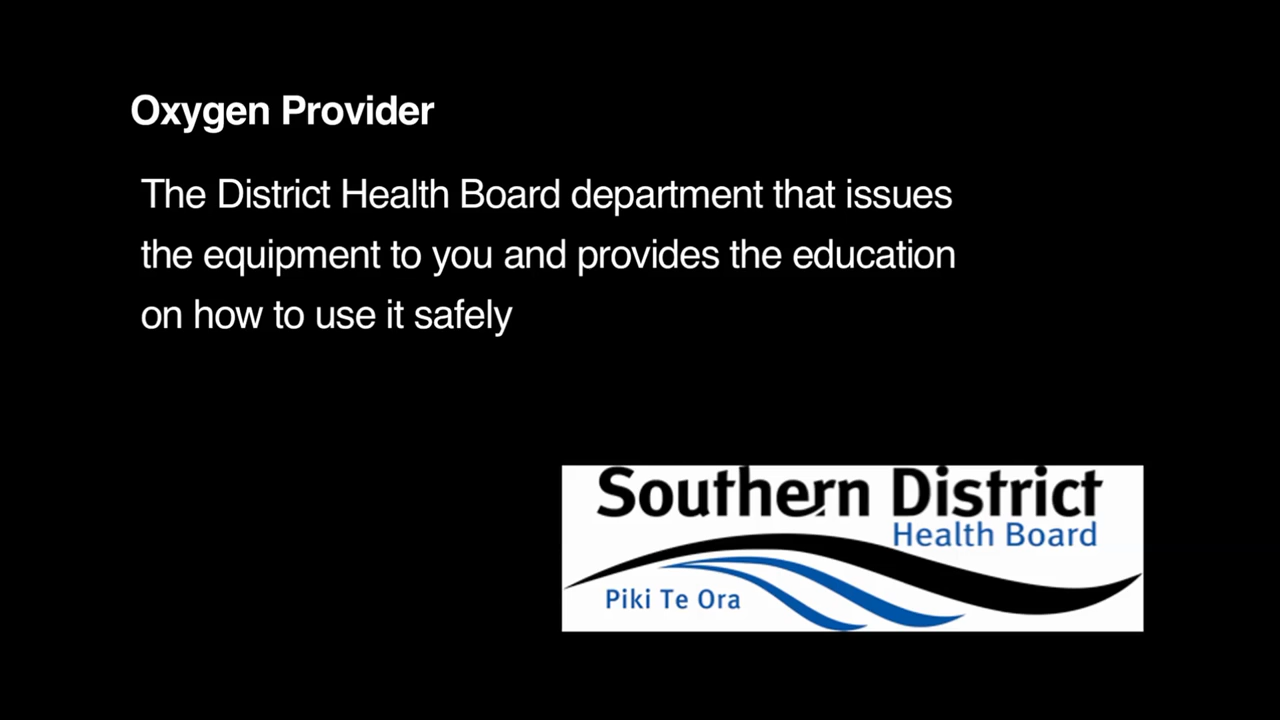 Oxygen Provider
The District Health Board department that issues
the equipment to you and provides the education
on how to use it safely
Southern District
Health Board
Piki Te Ora